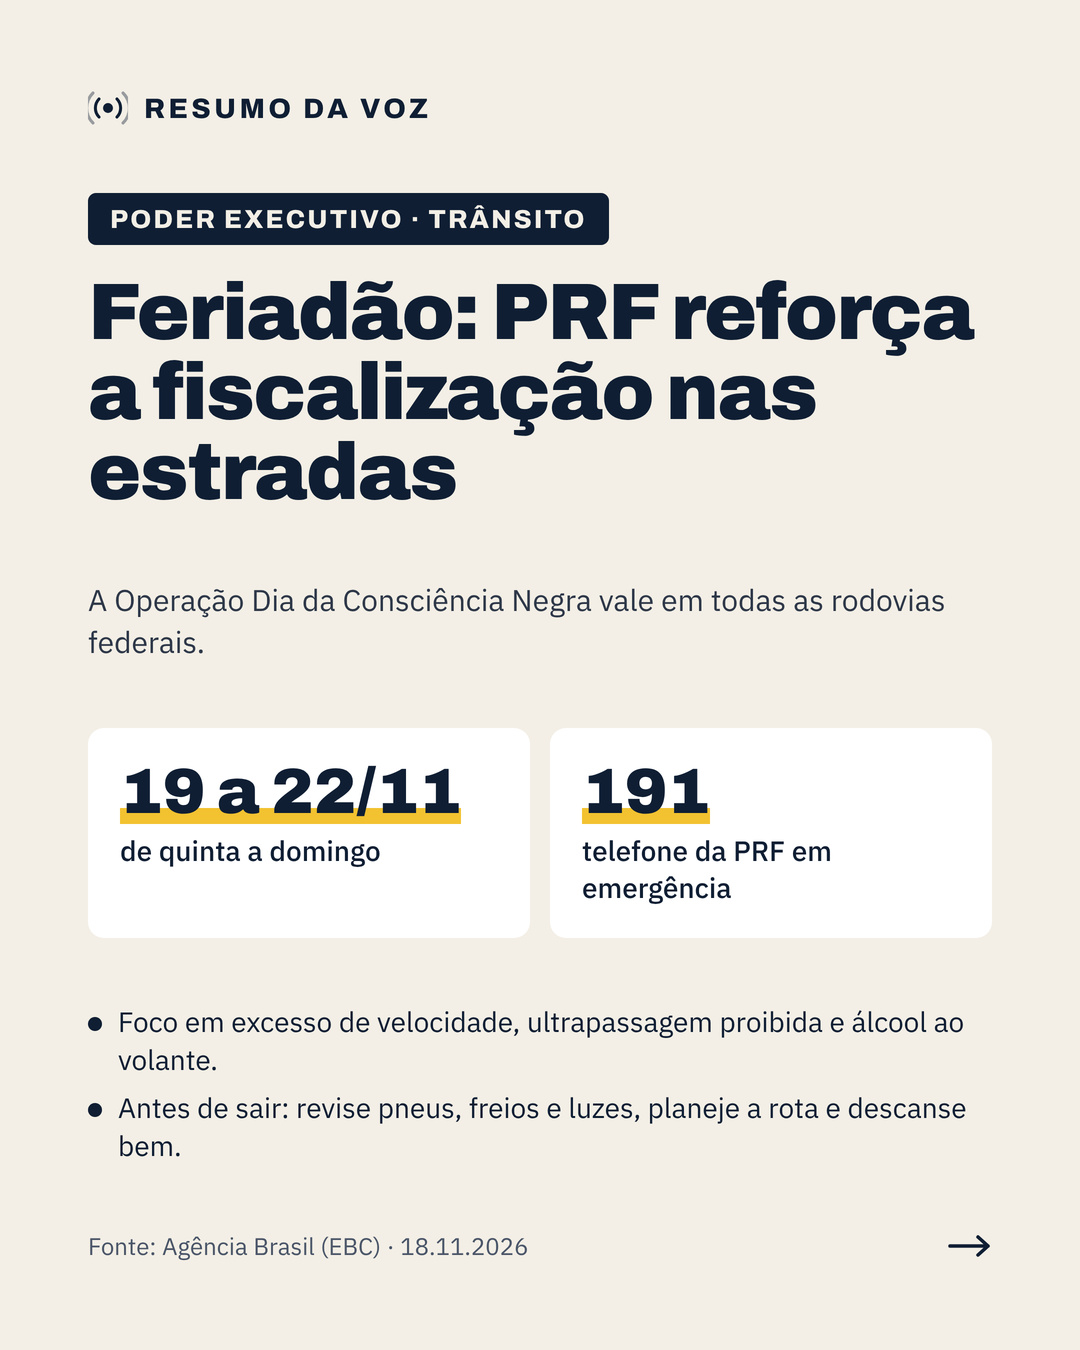 RESUMO DA VOZ
PODER EXECUTIVO · TRÂNSITO
Feriadão: PRF reforça
a fiscalização nas
estradas
A Operação Dia da Consciência Negra vale em todas as rodovias
federais.
19 a 22/11
de quinta a domingo
191
telefone da PRF em
emergência
Foco em excesso de velocidade, ultrapassagem proibida e álcool ao
volante.
Antes de sair: revise pneus, freios e luzes, planeje a rota e descanse
bem.
Fonte: Agência Brasil (EBC) · 18.11.2026